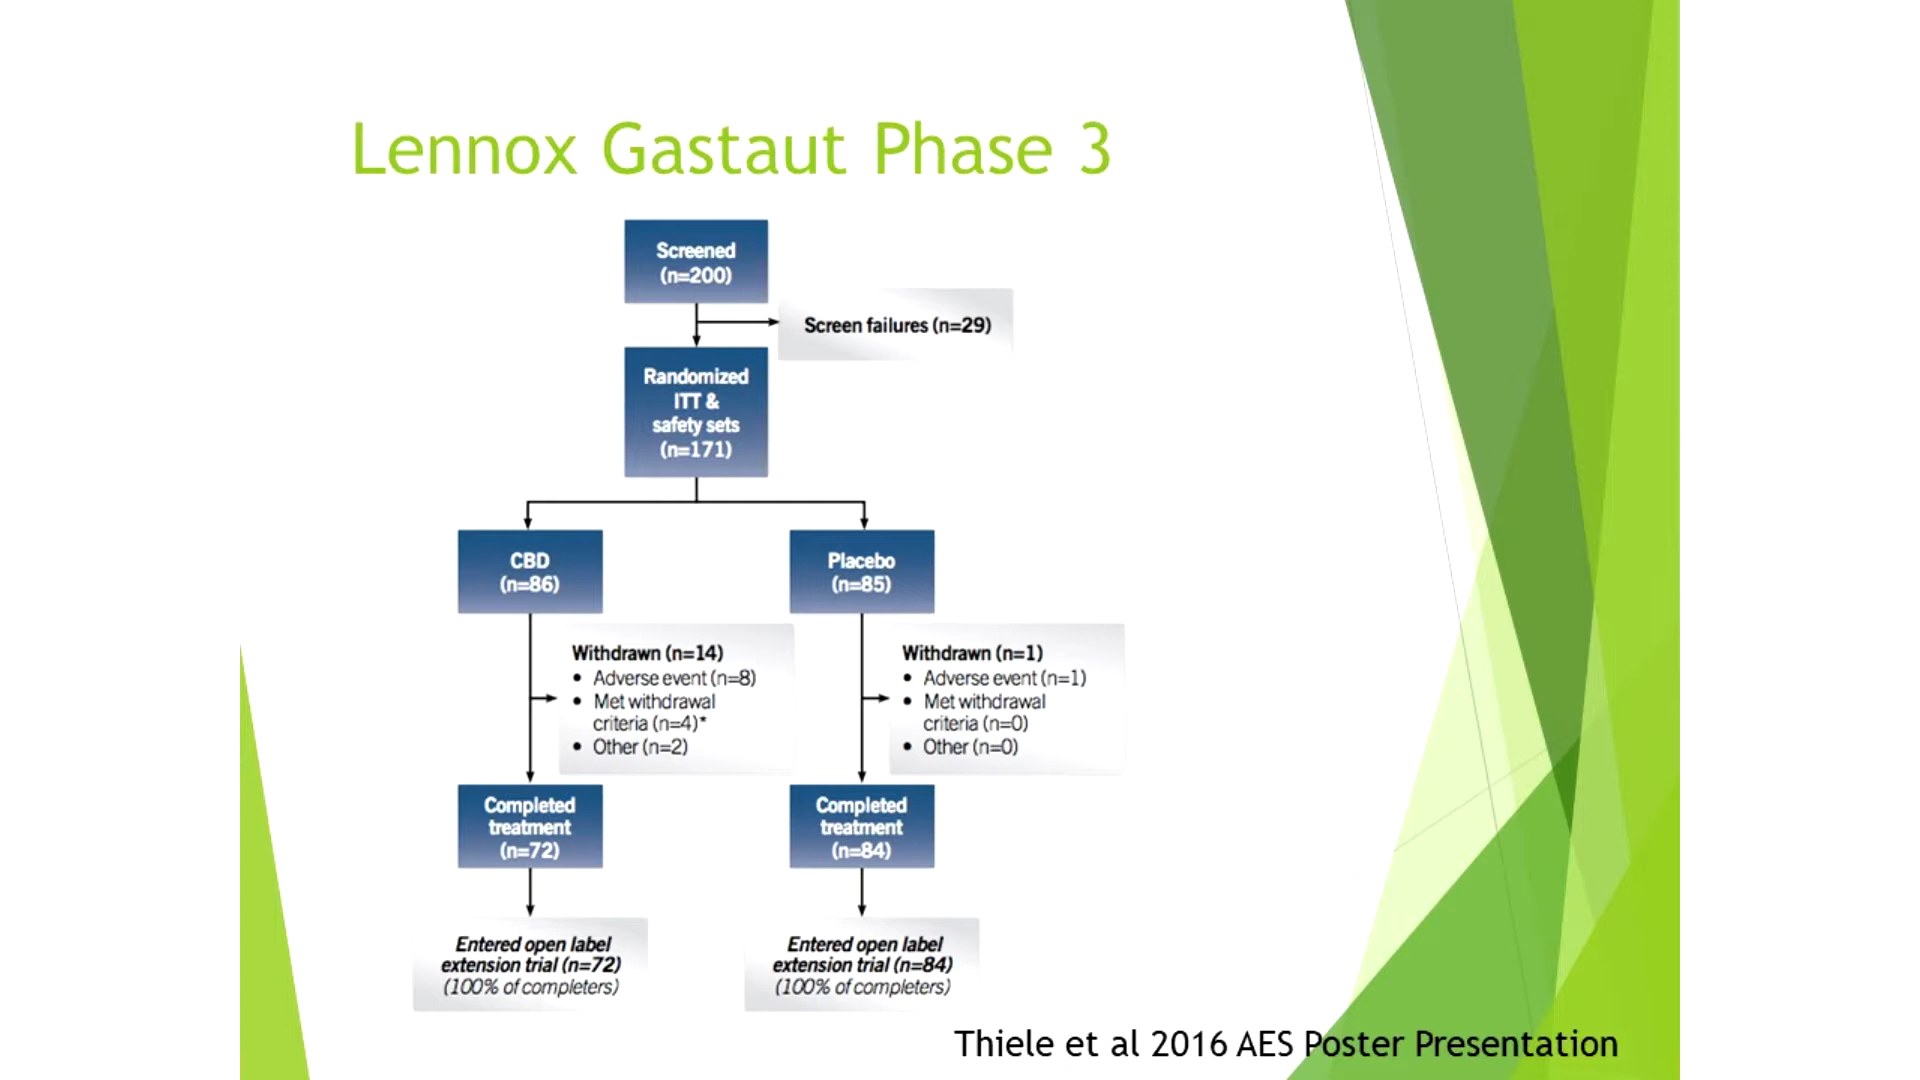 Lennox Gastaut Phase 3
Screened
(n=200)
Screen failures (n=29)
Randomized
ITT &
safety sets
(n=171)
CBD
(n=86)
Placebo
(n=85)
Withdrawn (n=14)
• Adverse event (n=8)
• Met withdrawal
criteria (n=4)*
• Other (n=2)
Withdrawn (n=1)
• Adverse event (n=1)
• Met withdrawal
criteria (n=0)
• Other (n=0)
Completed
treatment
(n=72)
Completed
treatment
(n=84)
Entered open label
extension trial (n=72)
(100% of completers)
Entered open label
extension trial (n=84)
(100% of completers)
Thiele et al 2016 AES Poster Presentation